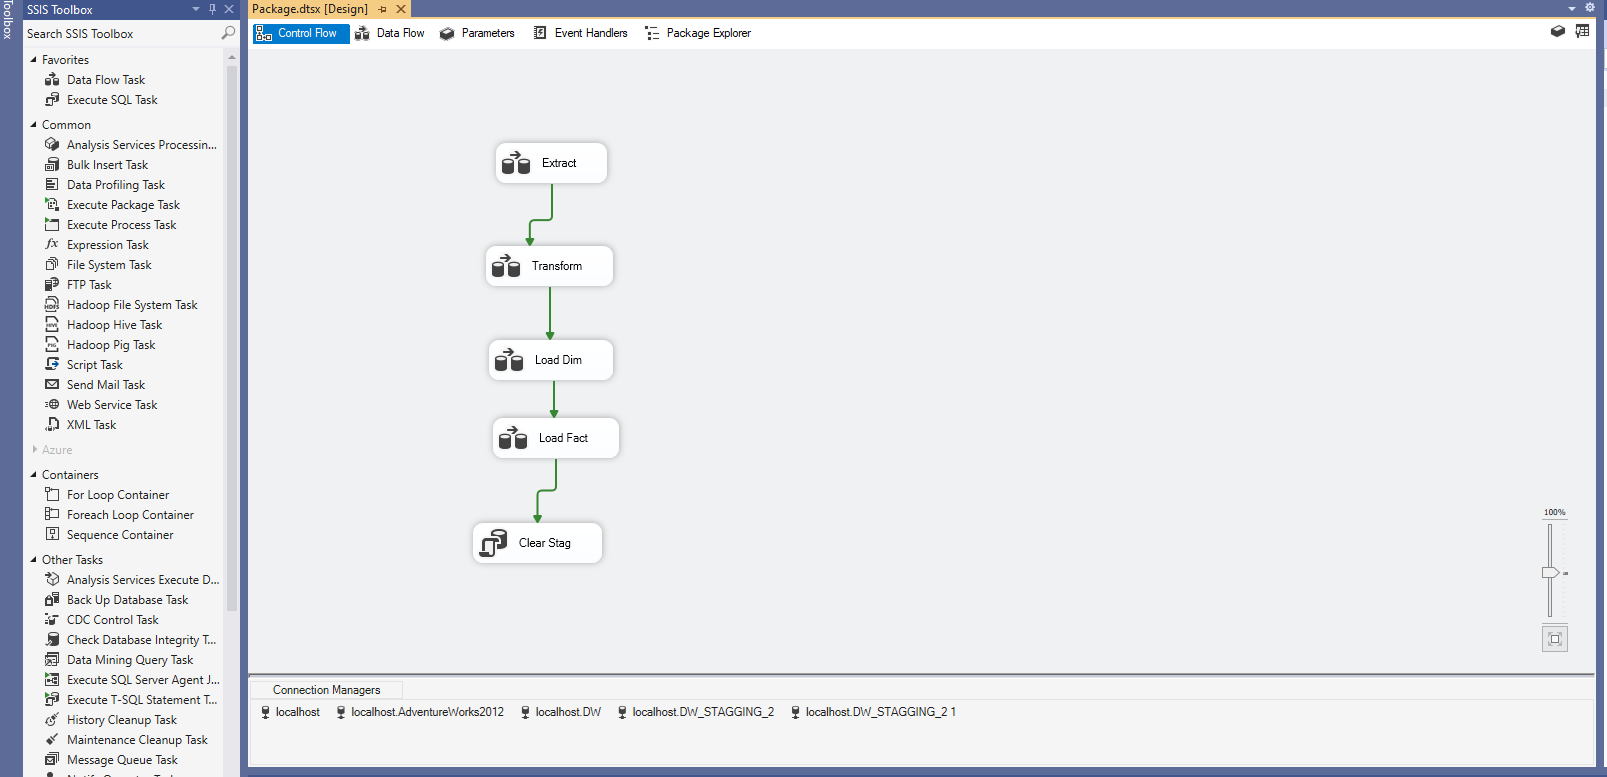 Toolbox
SSIS Toolbox
Search SSIS Toolbox
Favorites
Data Flow Task
Execute SQL Task
Common
Analysis Services Processin...
Bulk Insert Task
Data Profiling Task
Execute Package Task
Execute Process Task
Expression Task
File System Task
FTP Task
Hadoop File System Task
Hadoop Hive Task
Hadoop Pig Task
Script Task
Send Mail Task
Web Service Task
XML Task
Azure
Containers
For Loop Container
Foreach Loop Container
Sequence Container
Other Tasks
Analysis Services Execute D...
Back Up Database Task
CDC Control Task
Check Database Integrity T...
Data Mining Query Task
Execute SQL Server Agent J...
Execute T-SQL Statement T...
History Cleanup Task
Maintenance Cleanup Task
Message Queue Task
Package.dtsx [Design]
Control Flow
Data Flow
Parameters
Event Handlers
Package Explorer
Extract
Transform
Load Dim
Load Fact
Clear Stag
100%
Connection Managers
localhost
localhost.AdventureWorks2012
localhost.DW
localhost.DW_STAGGING_2
localhost.DW_STAGGING_2 1